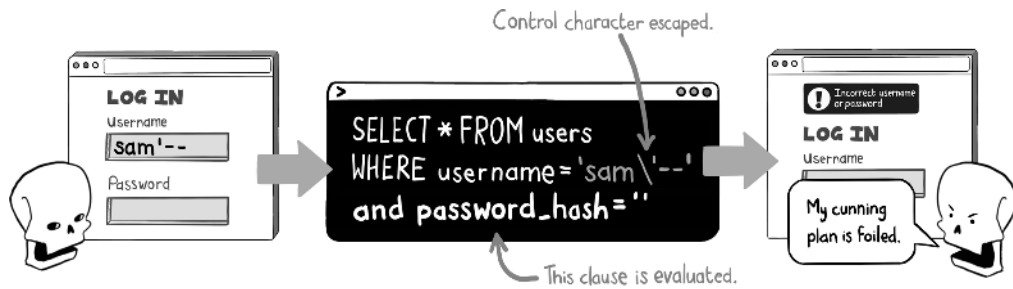 Control character escaped.
LOG IN
Username
sam'--
Password
>
SELECT * FROM users
WHERE username='sam\'--'
and password_hash=''
This clause is evaluated.
! Incorrect username
or password
LOG IN
Username
My cunning
plan is foiled.